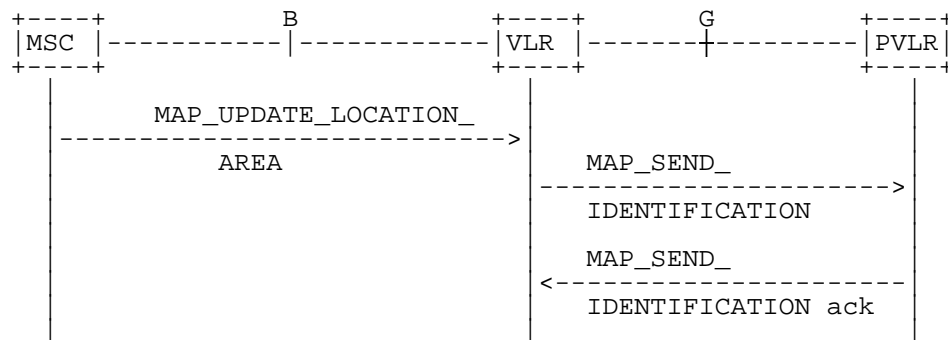 B G
MSC VLR PVLR
MAP_UPDATE_LOCATION_
AREA
MAP_SEND_
IDENTIFICATION
MAP_SEND_
IDENTIFICATION ack